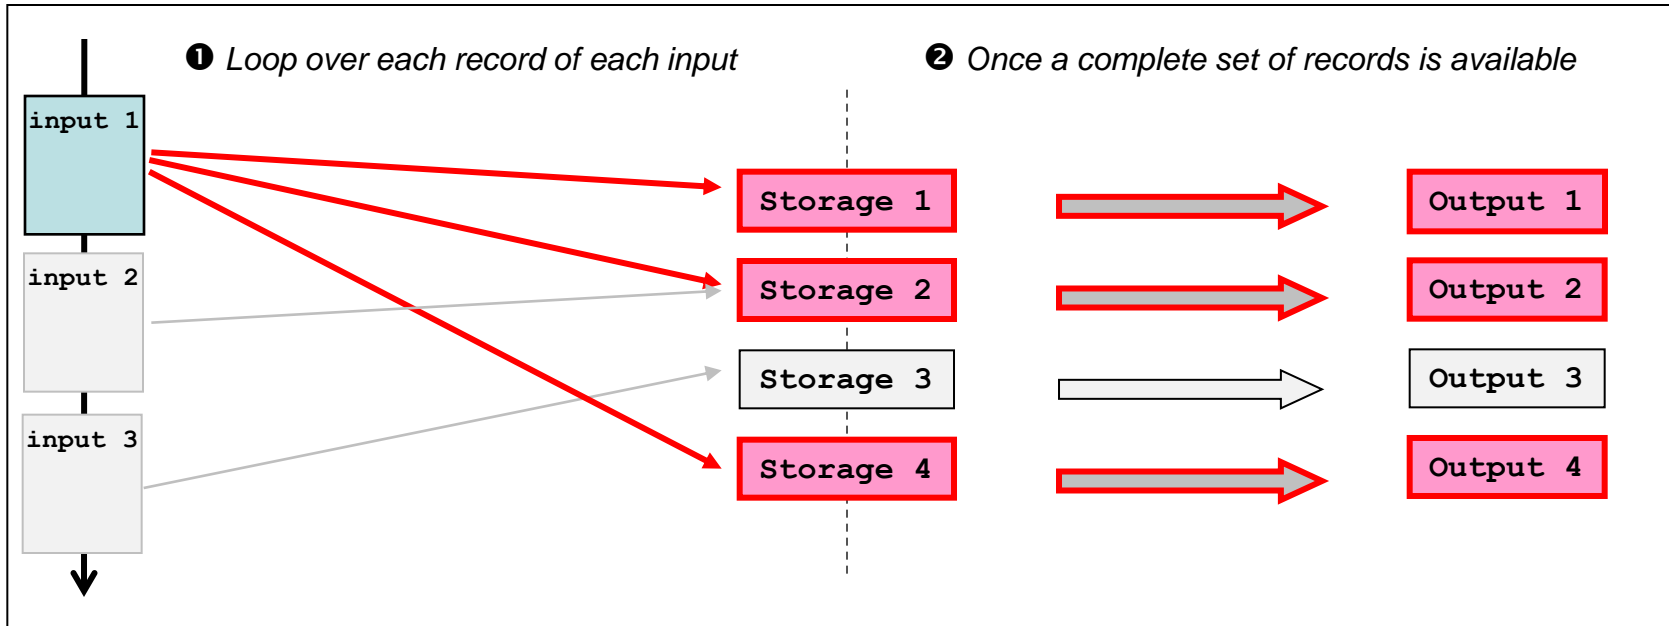 ❶ Loop over each record of each input
❷ Once a complete set of records is available
input 1
input 2
input 3
Storage 1
Storage 2
Storage 3
Storage 4
Output 1
Output 2
Output 3
Output 4